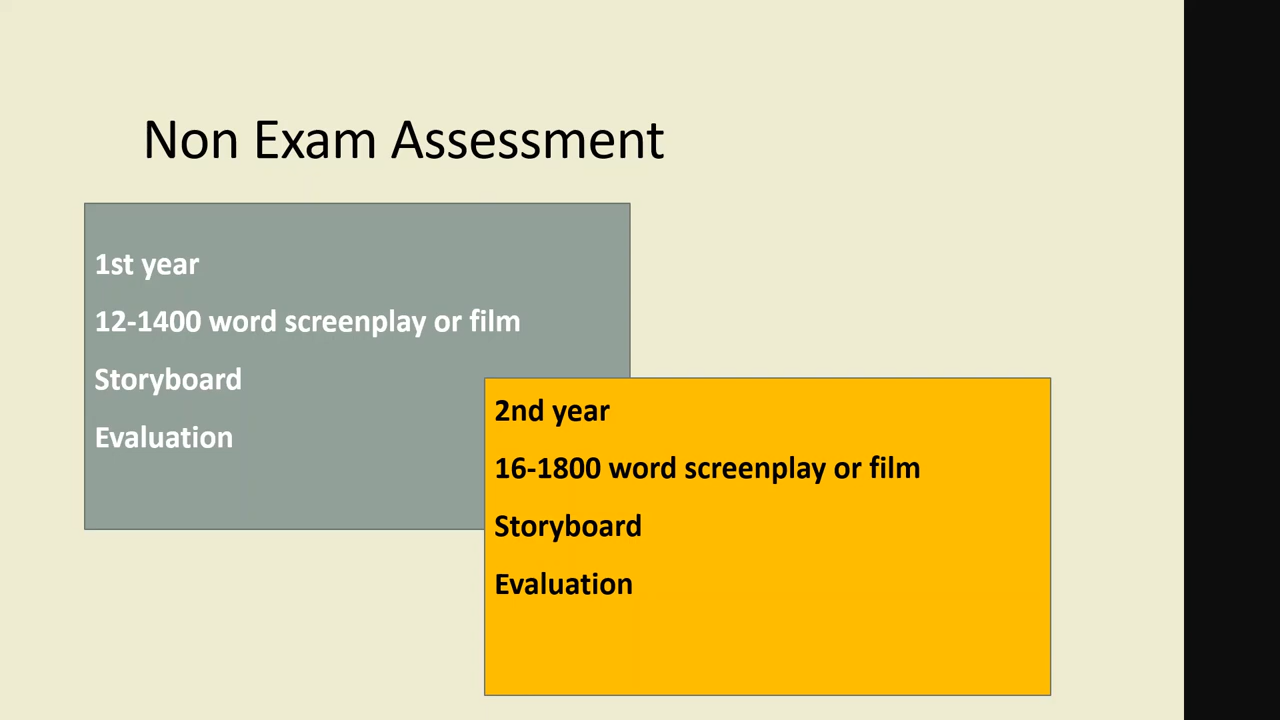 Non Exam Assessment
1st year
12-1400 word screenplay or film
Storyboard
Evaluation
2nd year
16-1800 word screenplay or film
Storyboard
Evaluation